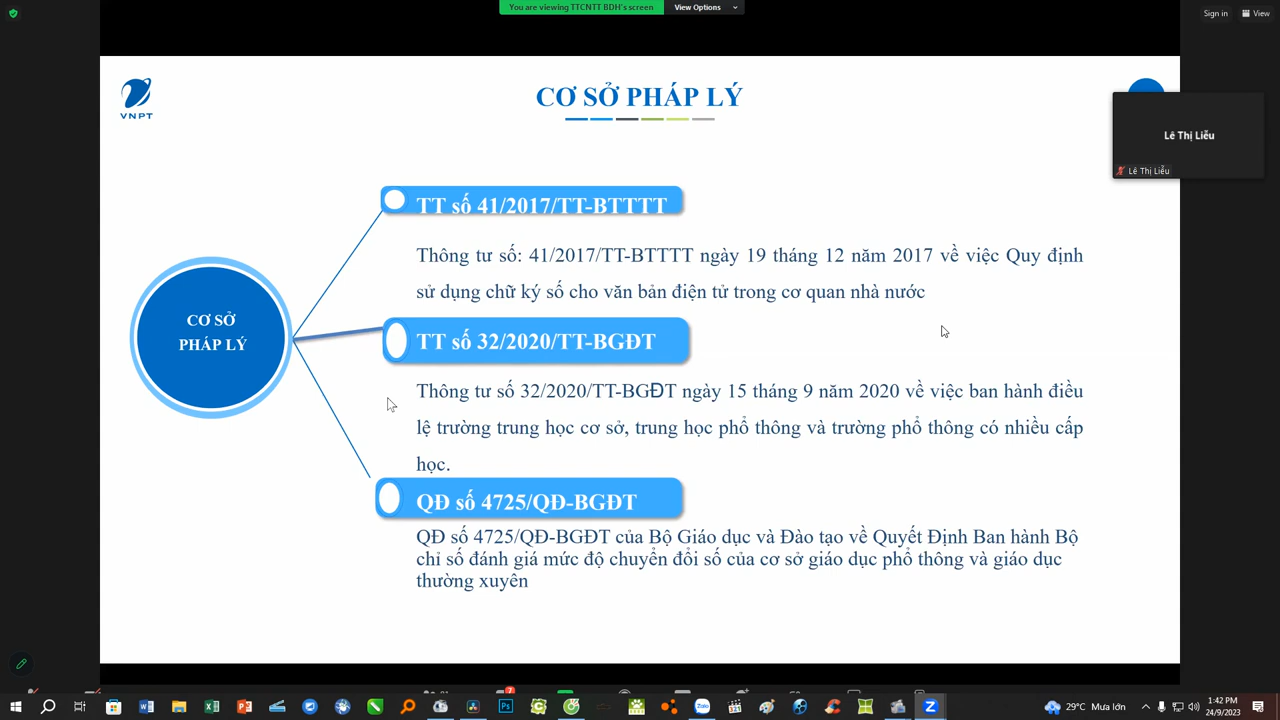 You are viewing TTCNTT BDH's screen
View Options
Sign in
View
VNPT
CƠ SỞ PHÁP LÝ
Lê Thị Liễu
Lê Thị Liễu
TT số 41/2017/TT-BTTTT
Thông tư số: 41/2017/TT-BTTTT ngày 19 tháng 12 năm 2017 về việc Quy định
sử dụng chữ ký số cho văn bản điện tử trong cơ quan nhà nước
CƠ SỞ
PHÁP LÝ
TT số 32/2020/TT-BGĐT
Thông tư số 32/2020/TT-BGĐT ngày 15 tháng 9 năm 2020 về việc ban hành điều
lệ trường trung học cơ sở, trung học phổ thông và trường phổ thông có nhiều cấp
học.
QĐ số 4725/QĐ-BGĐT
QĐ số 4725/QĐ-BGĐT của Bộ Giáo dục và Đào tạo về Quyết Định Ban hành Bộ
chỉ số đánh giá mức độ chuyển đổi số của cơ sở giáo dục phổ thông và giáo dục
thường xuyên
7
Zalo
29°C Mưa lớn
1:42 PM
24/9/2023